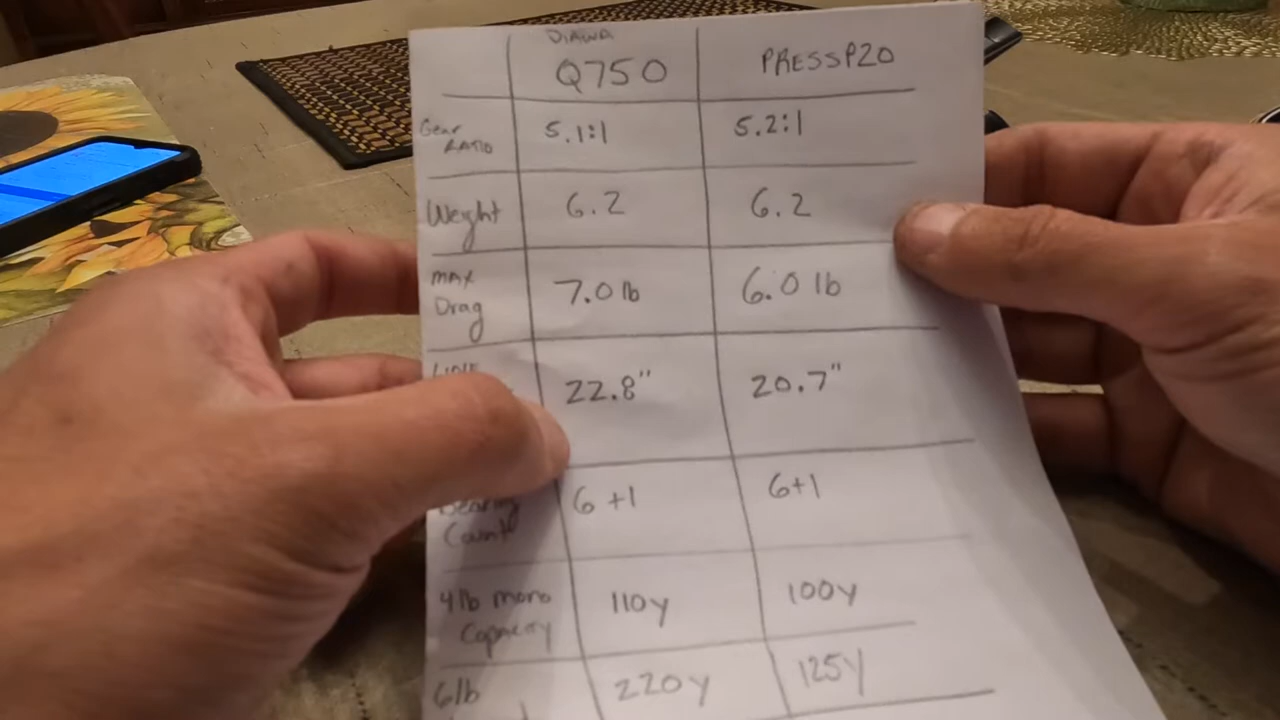 DIAWA
Q750 PRESSP20
Gear Ratio 5.1:1 5.2:1
Weight 6.2 6.2
max Drag 7.0 lb 6.0 lb
22.8" 20.7"
Bearing Count 6+1 6+1
4lb mono Capacity 110y 100y
6lb 220y 125y